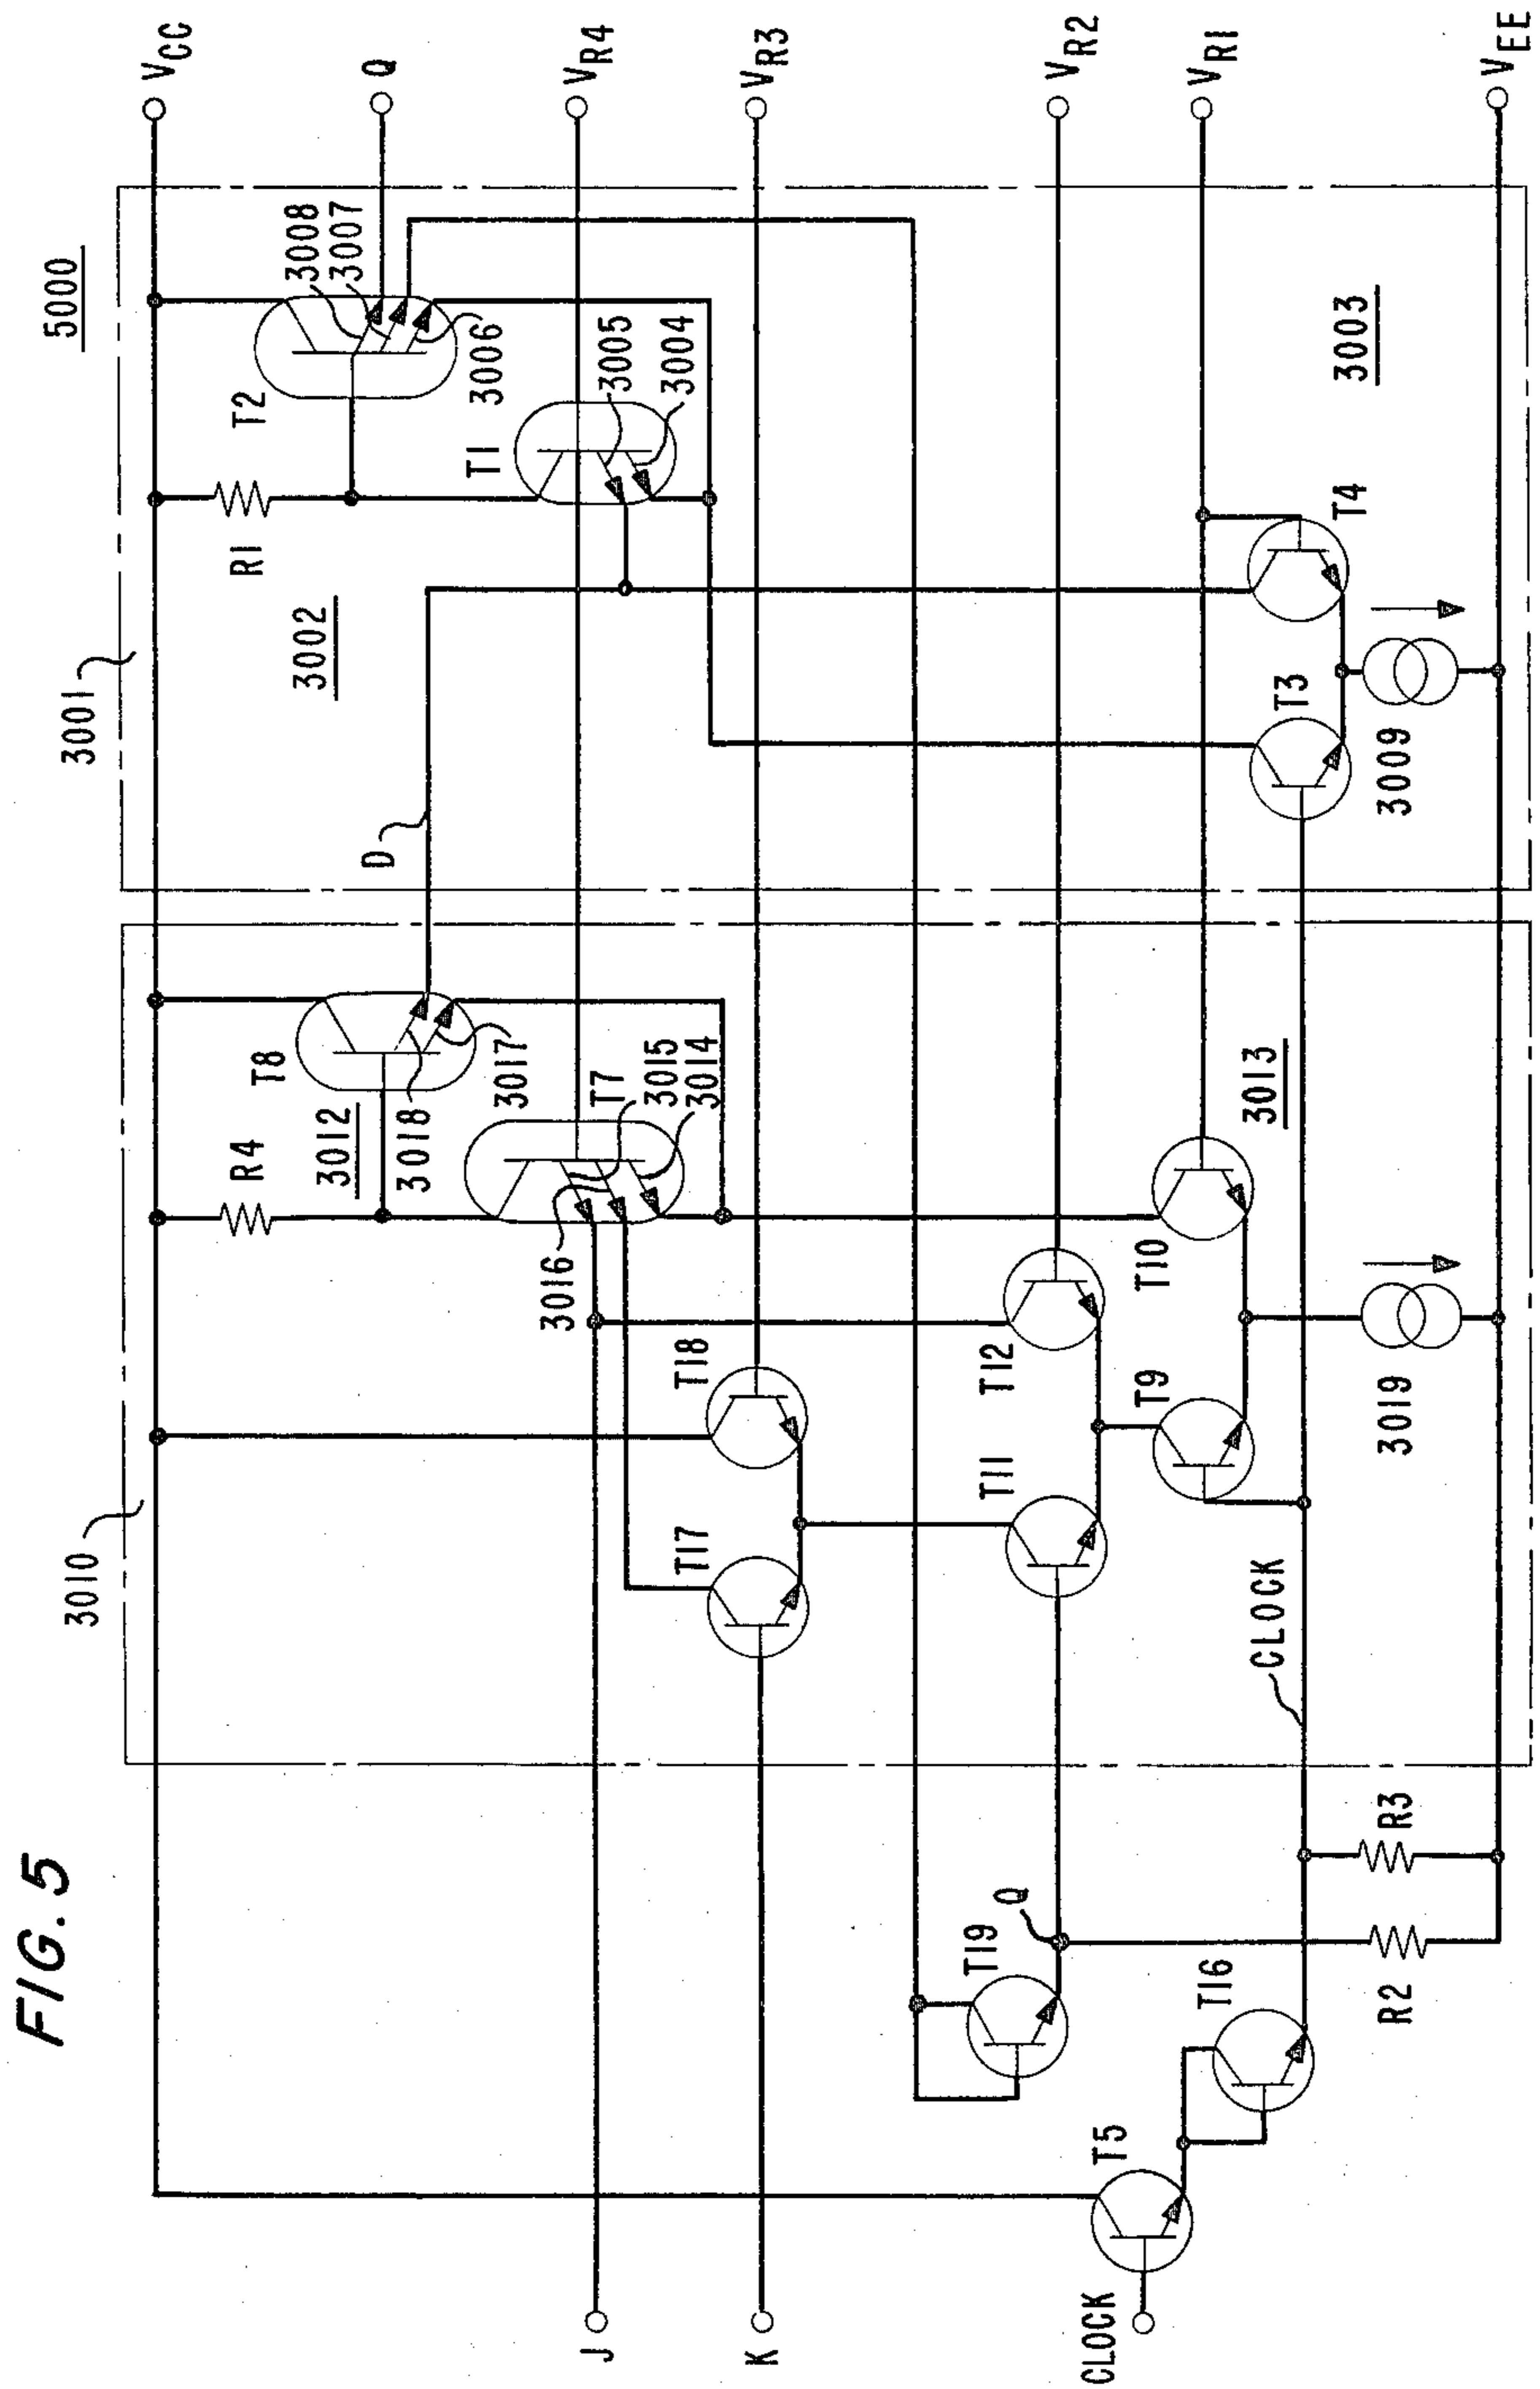 FIG. 5
5000
3001
3010
VCC
Q
VR4
VR3
VR2
VR1
VEE
3008
3007
3006
T2
R1
T1
3005
3004
3002
D
T8
3012
3018
3017
R4
T7
3015
3014
3016
T18
T17
T12
T11
T10
T9
3013
3019
3003
T4
T3
3009
CLOCK
R3
R2
Q
T19
T16
T5
J
K
CLOCK